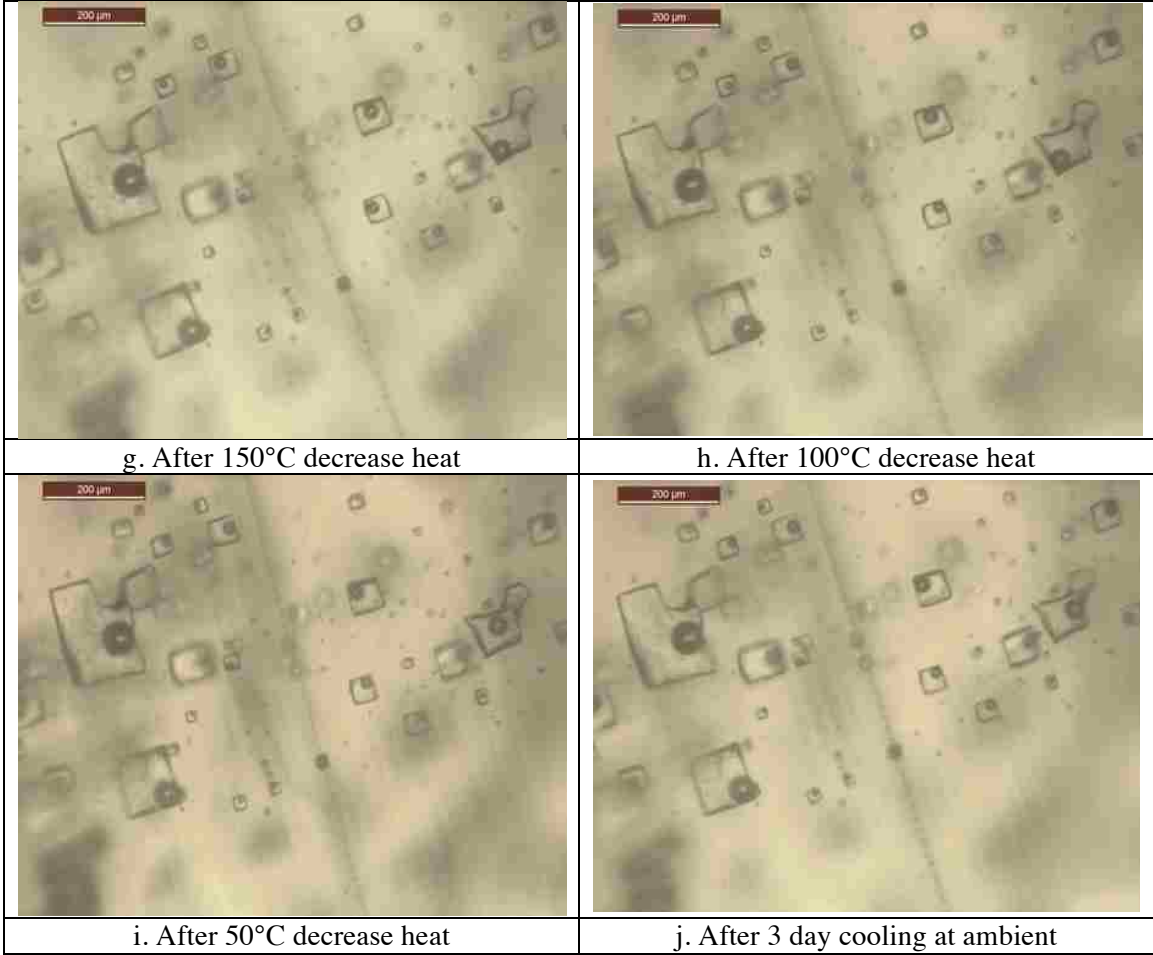 200 µm
200 µm
g. After 150°C decrease heat
h. After 100°C decrease heat
200 µm
200 µm
i. After 50°C decrease heat
j. After 3 day cooling at ambient